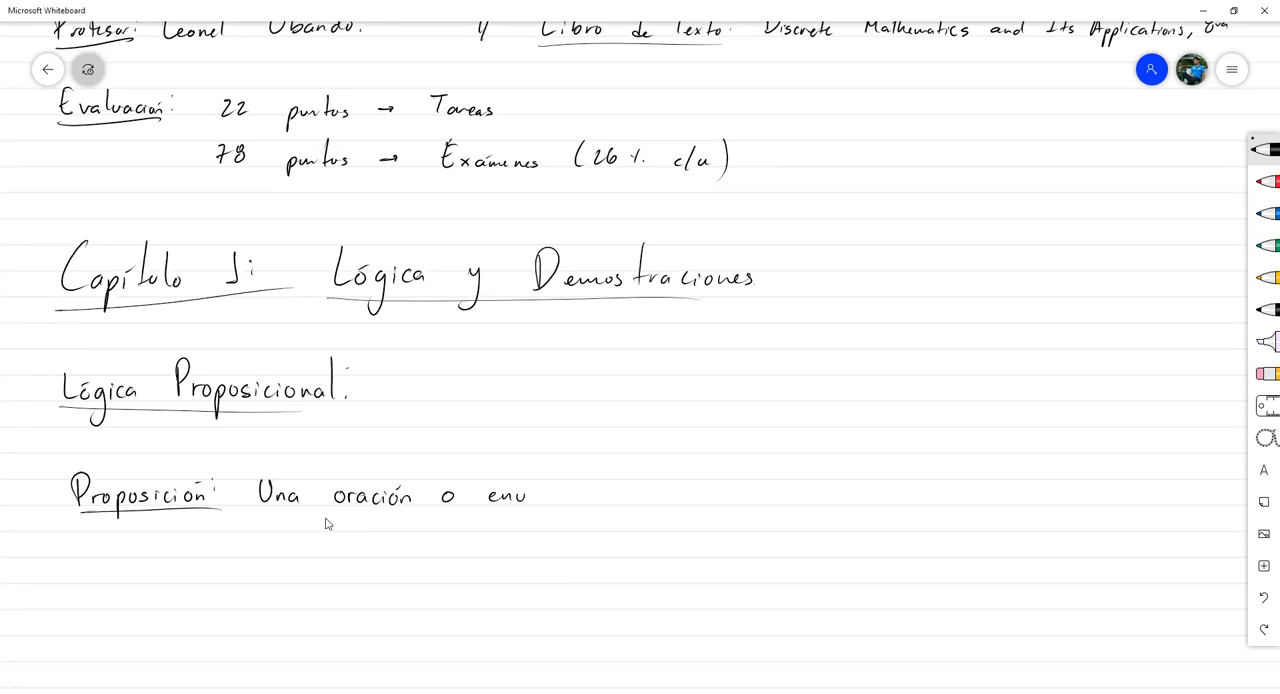 Microsoft Whiteboard
Profesor: Leonel Obando. y Libro de Texto: Discrete Mathematics and Its Applications, 8va
Evaluación: 22 puntos → Tareas
78 puntos → Exámenes (26% c/u)
Capítulo 1: Lógica y Demostraciones
Lógica Proposicional:
Proposición: Una oración o enu